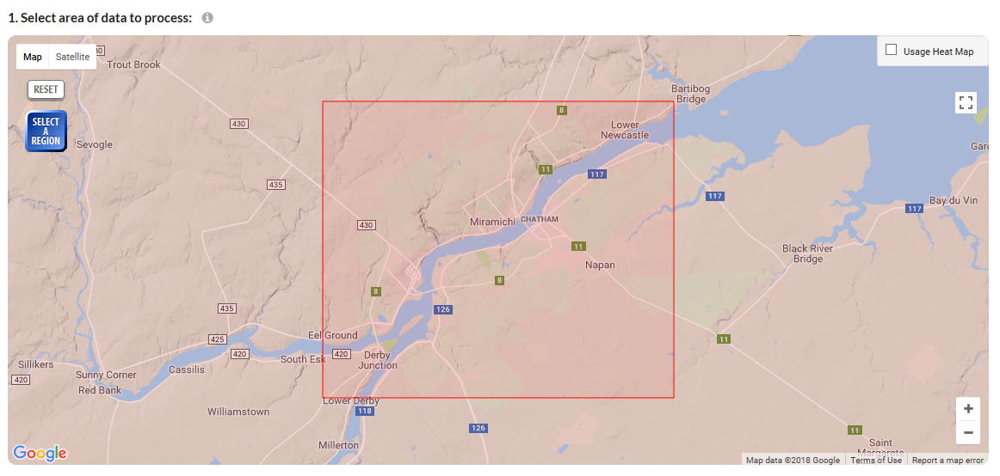 1. Select area of data to process:
Map
Satellite
Usage Heat Map
RESET
SELECT
A
REGION
Trout Brook
Bartibog
Bridge
8
430
Lower
Newcastle
Sevogle
11
117
435
117
117
Bay du Vin
Miramichi
CHATHAM
430
11
Black River
Bridge
Napan
8
8
435
126
Eel Ground
425
11
420
420
South Esk
Derby
Junction
Sillikers
420
Cassilis
Sunny Corner
Red Bank
Lower Derby
118
Williamstown
126
11
Millerton
Saint
Margarets
Google
Map data ©2018 Google
Terms of Use
Report a map error